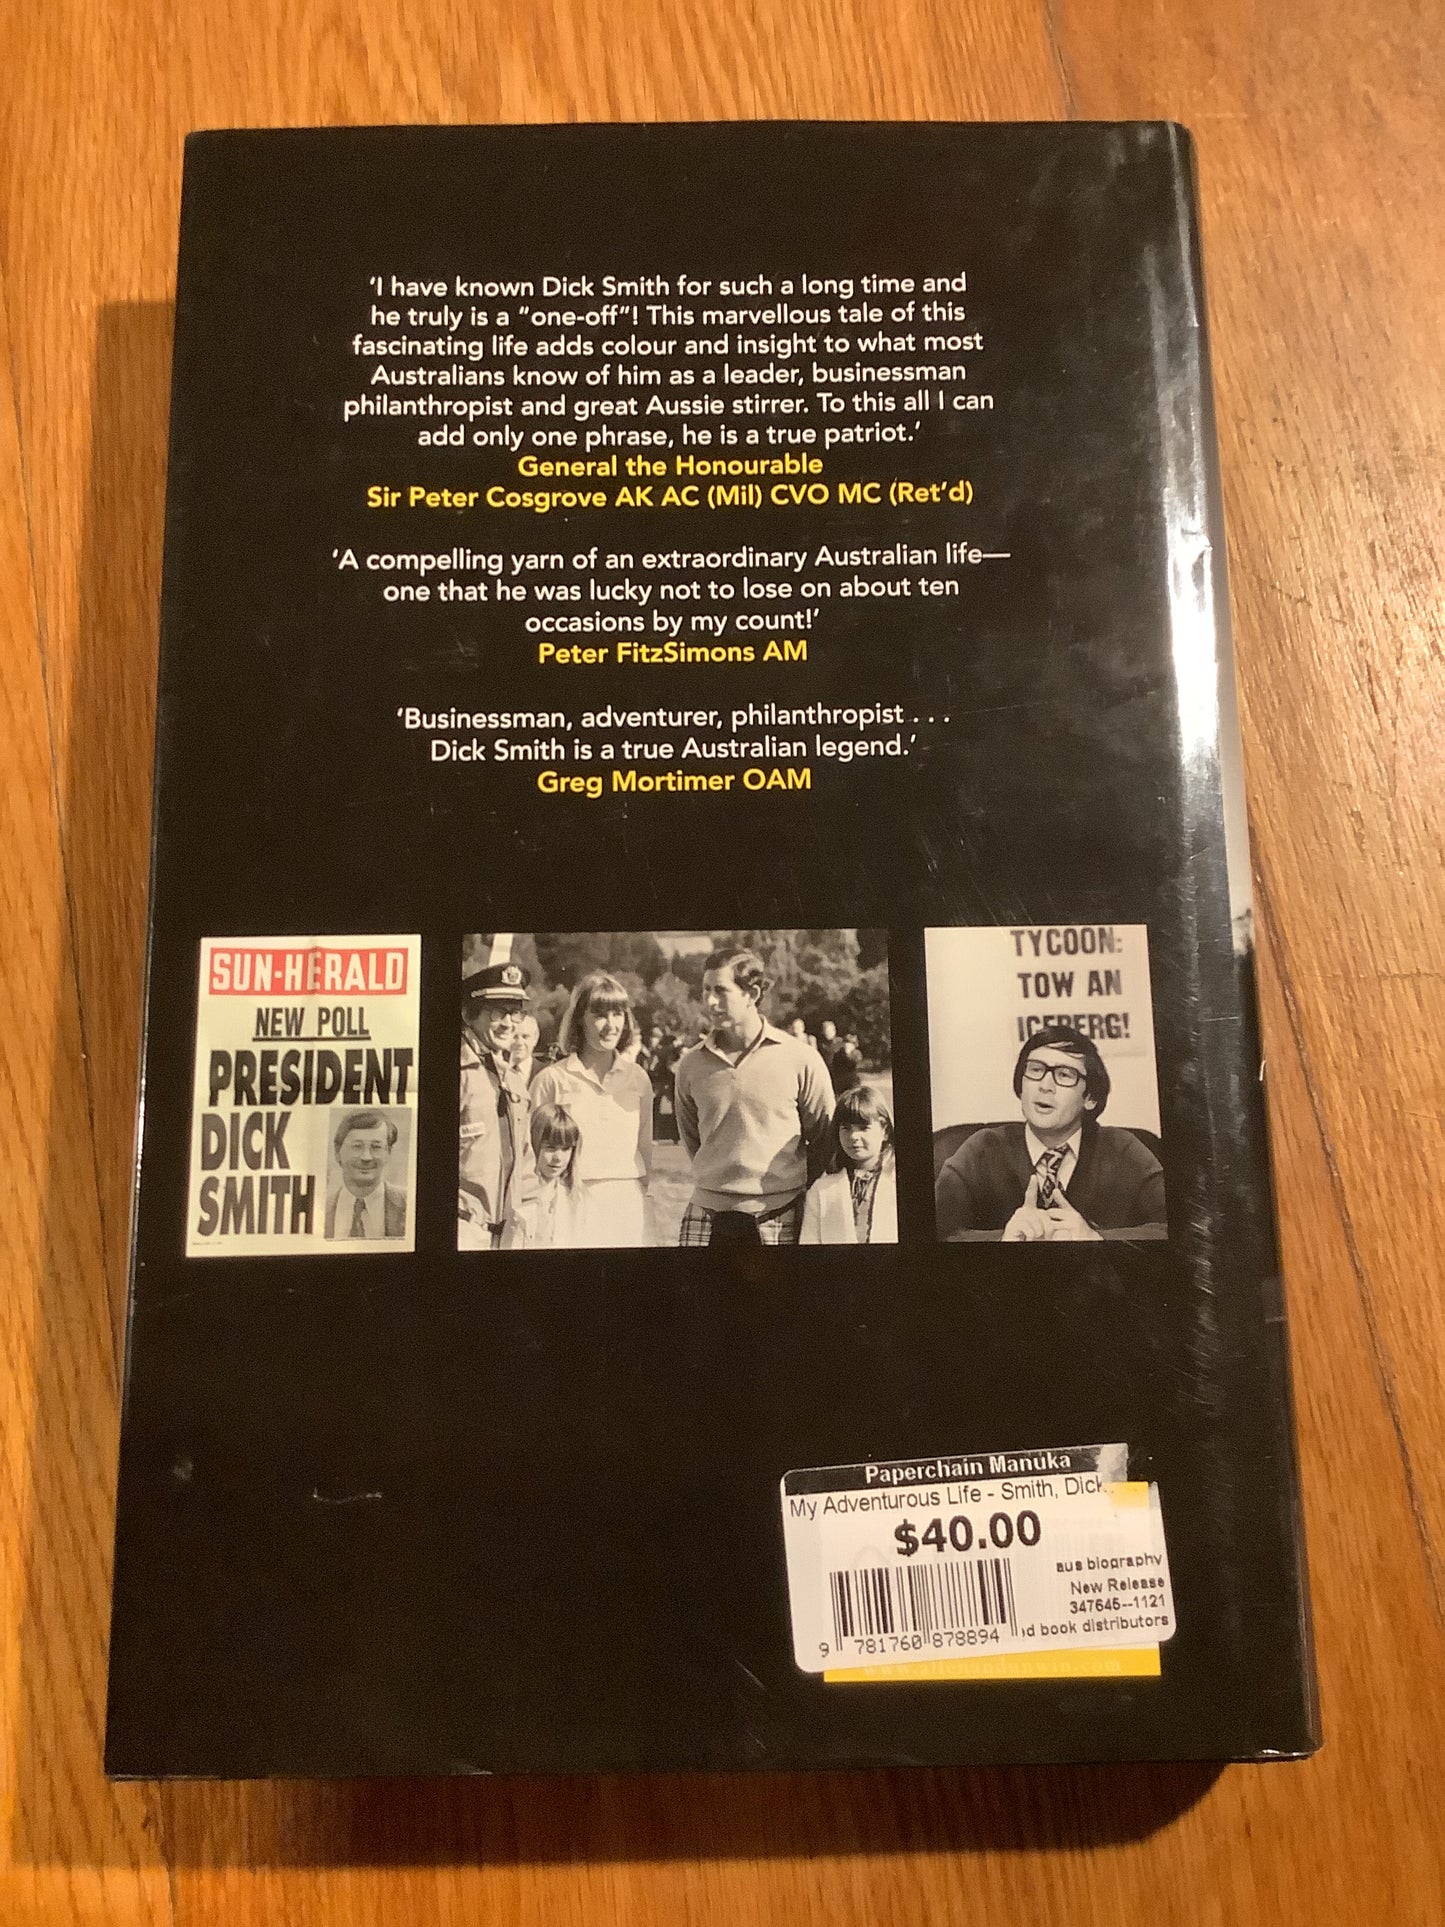 ‘I have known Dick Smith for such a long time and
he truly is a “one-off”! This marvellous tale of this
fascinating life adds colour and insight to what most
Australians know of him as a leader, businessman
philanthropist and great Aussie stirrer. To this all I can
add only one phrase, he is a true patriot.’
General the Honourable
Sir Peter Cosgrove AK AC (Mil) CVO MC (Ret’d)
‘A compelling yarn of an extraordinary Australian life—
one that he was lucky not to lose on about ten
occasions by my count!’
Peter FitzSimons AM
‘Businessman, adventurer, philanthropist . . .
Dick Smith is a true Australian legend.’
Greg Mortimer OAM
SUN-HERALD
NEW POLL
PRESIDENT
DICK
SMITH
TYCOON:
TOW AN
ICEBERG!
Paperchain Manuka
My Adventurous Life - Smith, Dick
$40.00
aus biography
New Release
347645--1121
book distributors
9 781760 878894
www.allenandunwin.com